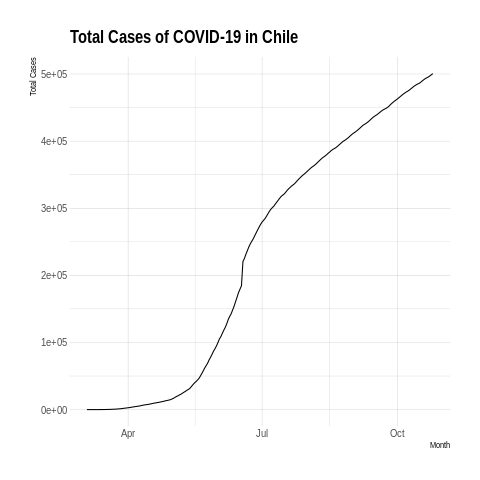 Total Cases of COVID-19 in Chile
Total Cases
5e+05
4e+05
3e+05
2e+05
1e+05
0e+00
Apr Jul Oct
Month